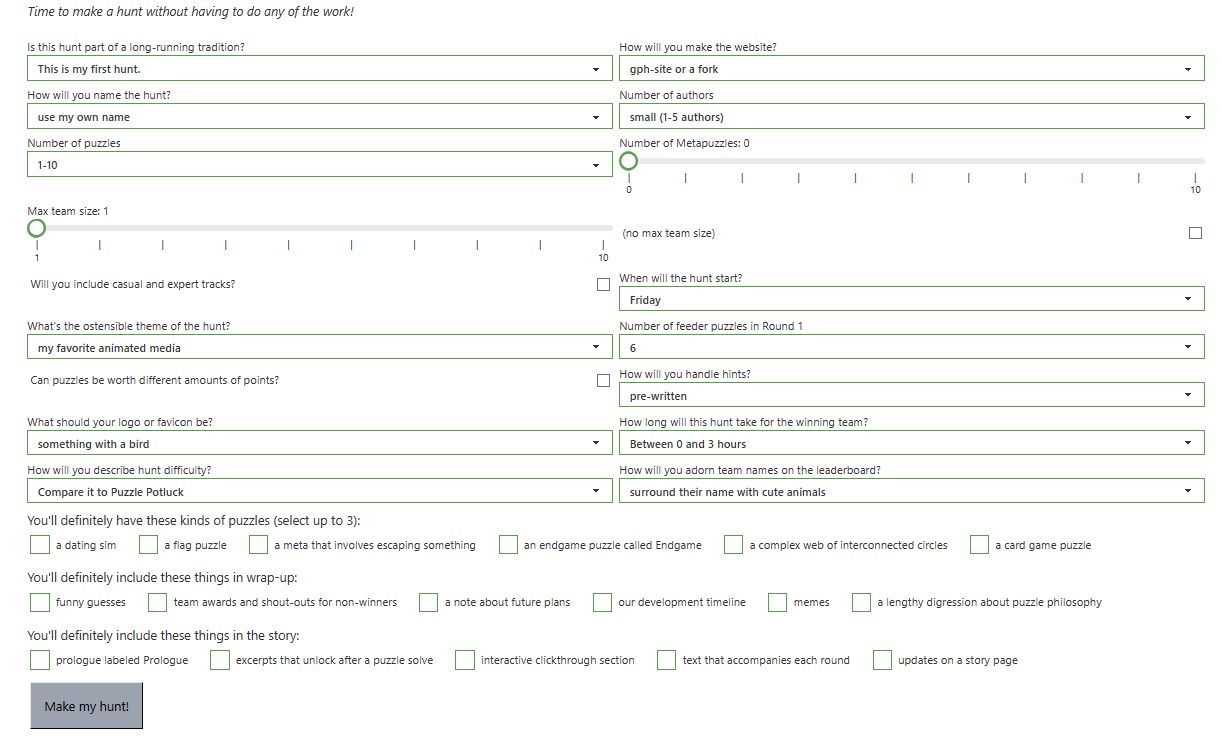 Time to make a hunt without having to do any of the work!
Is this hunt part of a long-running tradition?
This is my first hunt.
How will you make the website?
gph-site or a fork
How will you name the hunt?
use my own name
Number of authors
small (1-5 authors)
Number of puzzles
1-10
Number of Metapuzzles: 0
0
10
Max team size: 1
1
10
(no max team size)
Will you include casual and expert tracks?
When will the hunt start?
Friday
What's the ostensible theme of the hunt?
my favorite animated media
Number of feeder puzzles in Round 1
6
Can puzzles be worth different amounts of points?
How will you handle hints?
pre-written
What should your logo or favicon be?
something with a bird
How long will this hunt take for the winning team?
Between 0 and 3 hours
How will you describe hunt difficulty?
Compare it to Puzzle Potluck
How will you adorn team names on the leaderboard?
surround their name with cute animals
You'll definitely have these kinds of puzzles (select up to 3):
a dating sim a flag puzzle a meta that involves escaping something an endgame puzzle called Endgame a complex web of interconnected circles a card game puzzle
You'll definitely include these things in wrap-up:
funny guesses team awards and shout-outs for non-winners a note about future plans our development timeline memes a lengthy digression about puzzle philosophy
You'll definitely include these things in the story:
prologue labeled Prologue excerpts that unlock after a puzzle solve interactive clickthrough section text that accompanies each round updates on a story page
Make my hunt!